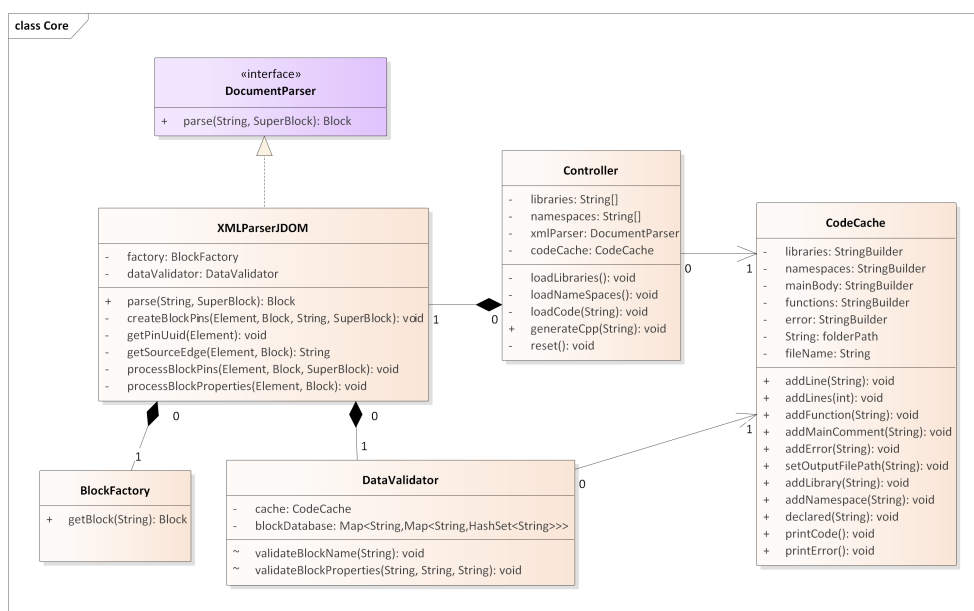 class Core
«interface»
DocumentParser
+ parse(String, SuperBlock): Block
XMLParserJDOM
- factory: BlockFactory
- dataValidator: DataValidator
+ parse(String, SuperBlock): Block
- createBlockPins(Element, Block, String, SuperBlock): void
- getPinUuid(Element): void
- getSourceEdge(Element, Block): String
- processBlockPins(Element, Block, SuperBlock): void
- processBlockProperties(Element, Block): void
1
0
Controller
- libraries: String[]
- namespaces: String[]
- xmlParser: DocumentParser
- codeCache: CodeCache
- loadLibraries(): void
- loadNameSpaces(): void
- loadCode(String): void
+ generateCpp(String): void
- reset(): void
0
1
CodeCache
- libraries: StringBuilder
- namespaces: StringBuilder
- mainBody: StringBuilder
- functions: StringBuilder
- error: StringBuilder
- String: folderPath
- fileName: String
+ addLine(String): void
+ addLines(int): void
+ addFunction(String): void
+ addMainComment(String): void
+ addError(String): void
+ setOutputFilePath(String): void
+ addLibrary(String): void
+ addNamespace(String): void
+ declared(String): void
+ printCode(): void
+ printError(): void
0
1
0
1
BlockFactory
+ getBlock(String): Block
DataValidator
- cache: CodeCache
- blockDatabase: Map<String,Map<String,HashSet<String>>>
~ validateBlockName(String): void
~ validateBlockProperties(String, String, String): void
0
1